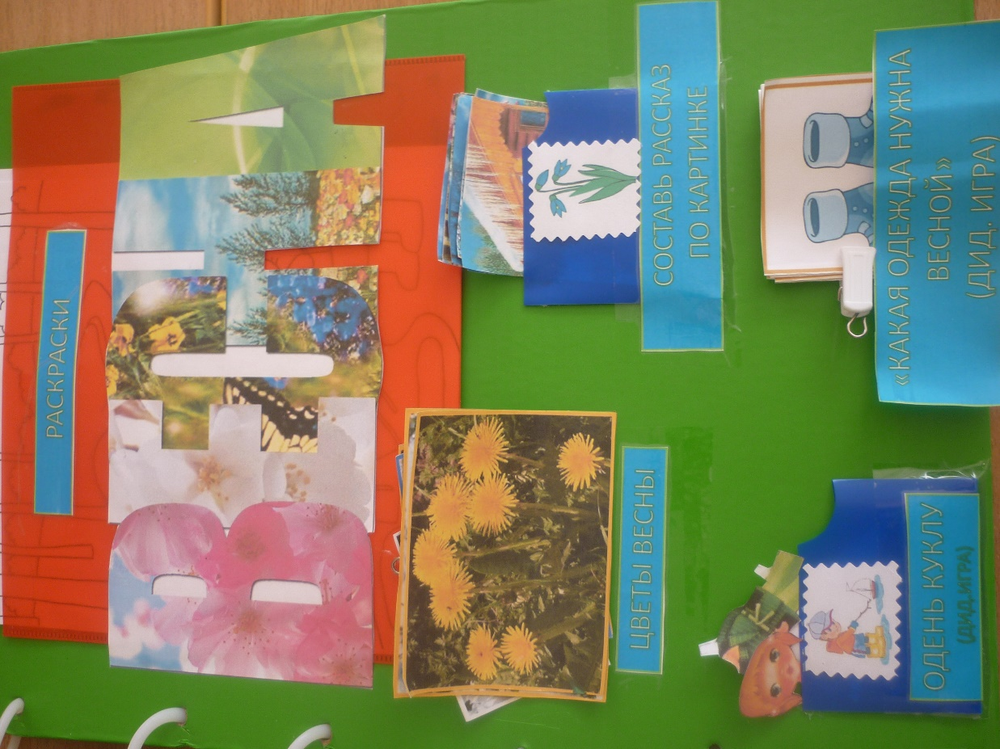 РАСКРАСКИ
ВЕСНА
ЦВЕТЫ ВЕСНЫ
СОСТАВЬ РАССКАЗ
ПО КАРТИНКЕ
ОДЕНЬ КУКЛУ
(ДИД.ИГРА)
«КАКАЯ ОДЕЖДА НУЖНА
ВЕСНОЙ»
(ДИД. ИГРА)